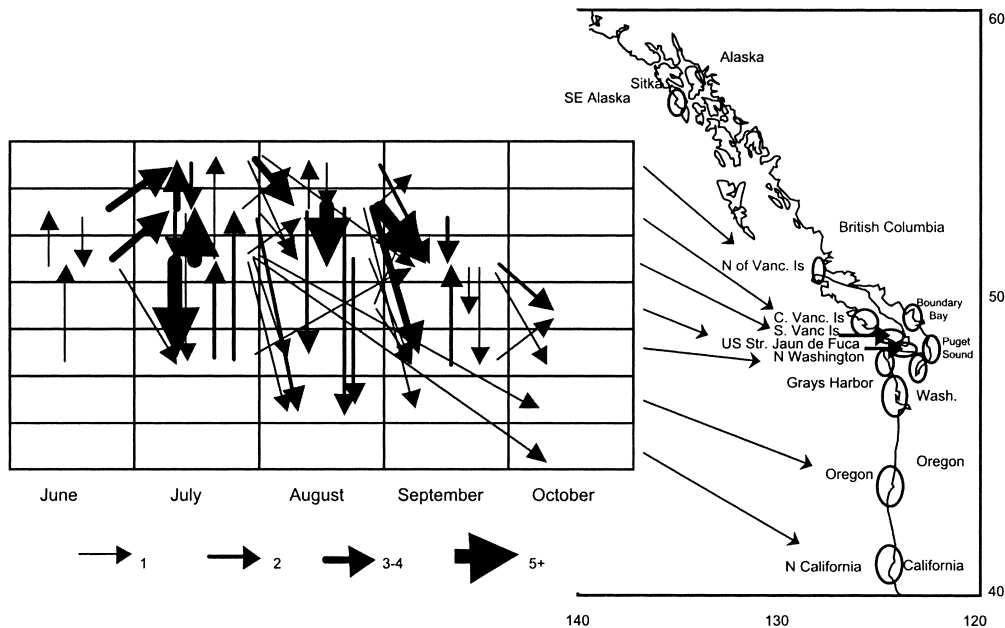 60
Alaska
Sitka
SE Alaska
British Columbia
N of Vanc. Is
50
Boundary
Bay
C. Vanc. Is
S. Vanc Is
US Str. Jaun de Fuca
Puget
Sound
N Washington
Grays Harbor
Wash.
Oregon
Oregon
N California
California
40
140
130
120
June
July
August
September
October
1
2
3-4
5+